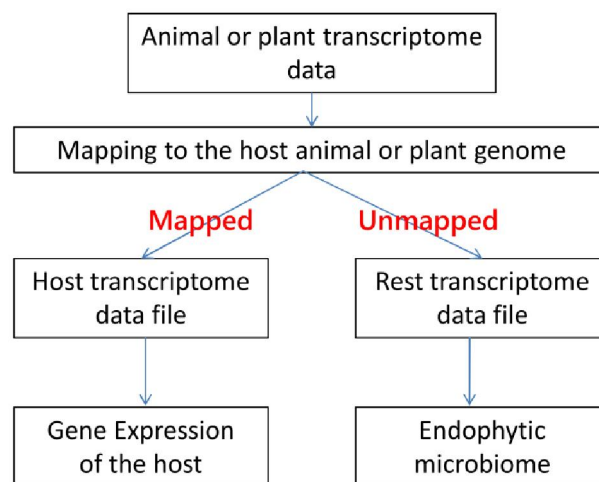 Animal or plant transcriptome
data
Mapping to the host animal or plant genome
Mapped
Unmapped
Host transcriptome
data file
Rest transcriptome
data file
Gene Expression
of the host
Endophytic
microbiome